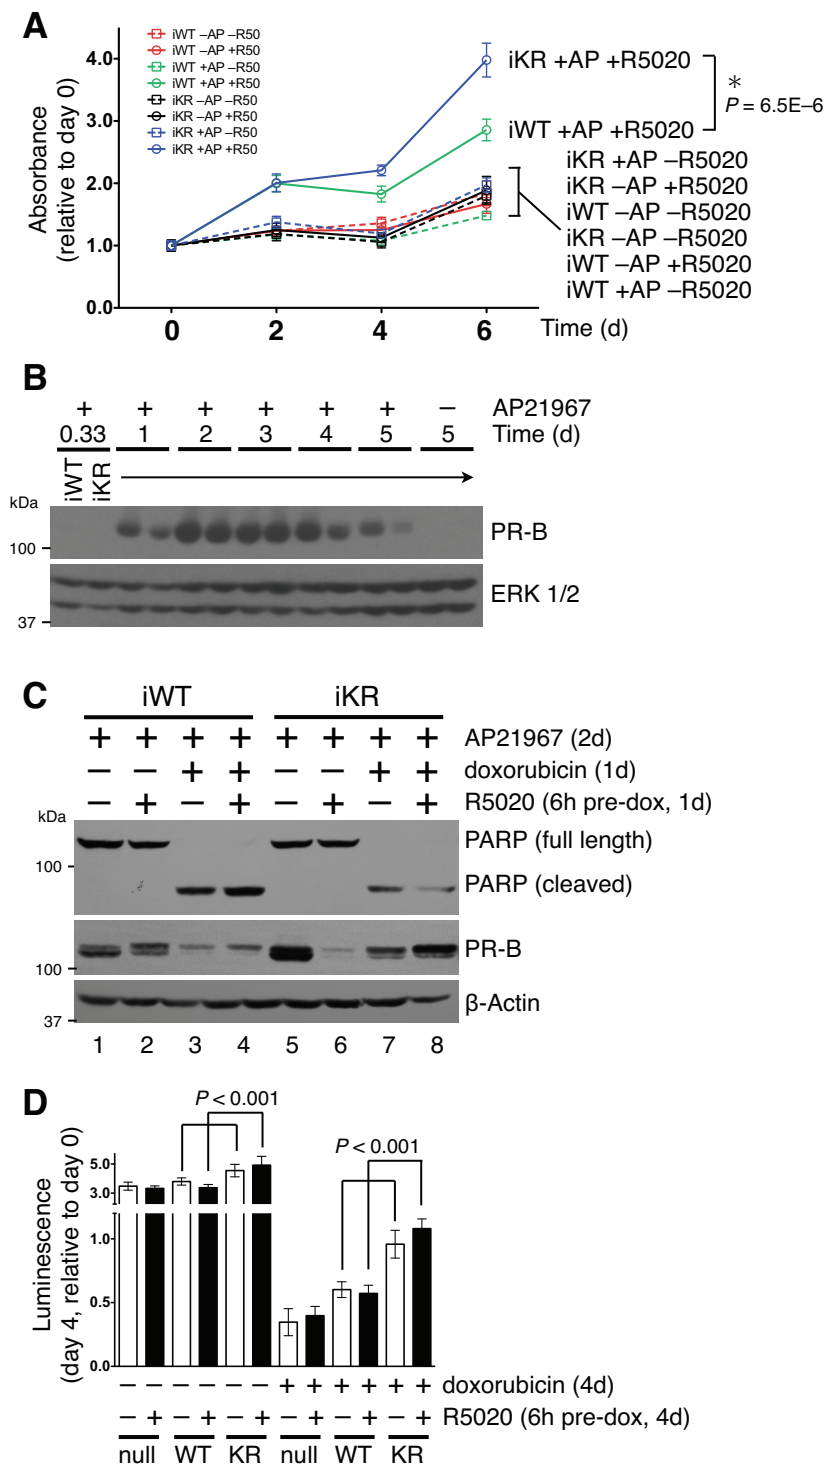 A
iWT –AP –R50
iWT –AP +R50
iWT +AP –R50
iWT +AP +R50
iKR –AP –R50
iKR –AP +R50
iKR +AP –R50
iKR +AP +R50
Absorbance
(relative to day 0)
4.0
3.0
2.0
1.0
0.0
0 2 4 6 Time (d)
iKR +AP +R5020
*
P = 6.5E–6
iWT +AP +R5020
iKR +AP –R5020
iKR –AP +R5020
iWT –AP –R5020
iKR –AP –R5020
iWT –AP +R5020
iWT +AP –R5020
B
+ + + + + + – AP21967
0.33 1 2 3 4 5 5 Time (d)
iWT iKR
kDa
100
PR-B
37
ERK 1/2
C
iWT iKR
+ + + + + + + + AP21967 (2d)
– – + + – – + + doxorubicin (1d)
– + – + – + – + R5020 (6h pre-dox, 1d)
kDa
PARP (full length)
100
PARP (cleaved)
PR-B
100
β-Actin
37
1 2 3 4 5 6 7 8
D
P < 0.001
P < 0.001
Luminescence
(day 4, relative to day 0)
5.0
3.0
1.0
0.5
0.0
– – – – – – + + + + + + doxorubicin (4d)
– + – + – + – + – + – + R5020 (6h pre-dox, 4d)
null WT KR null WT KR